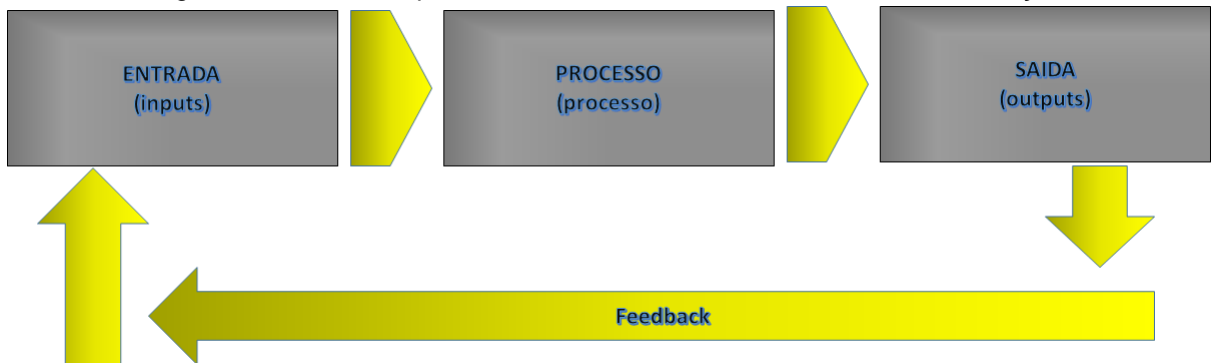 ENTRADA
(inputs)
PROCESSO
(processo)
SAIDA
(outputs)
Feedback